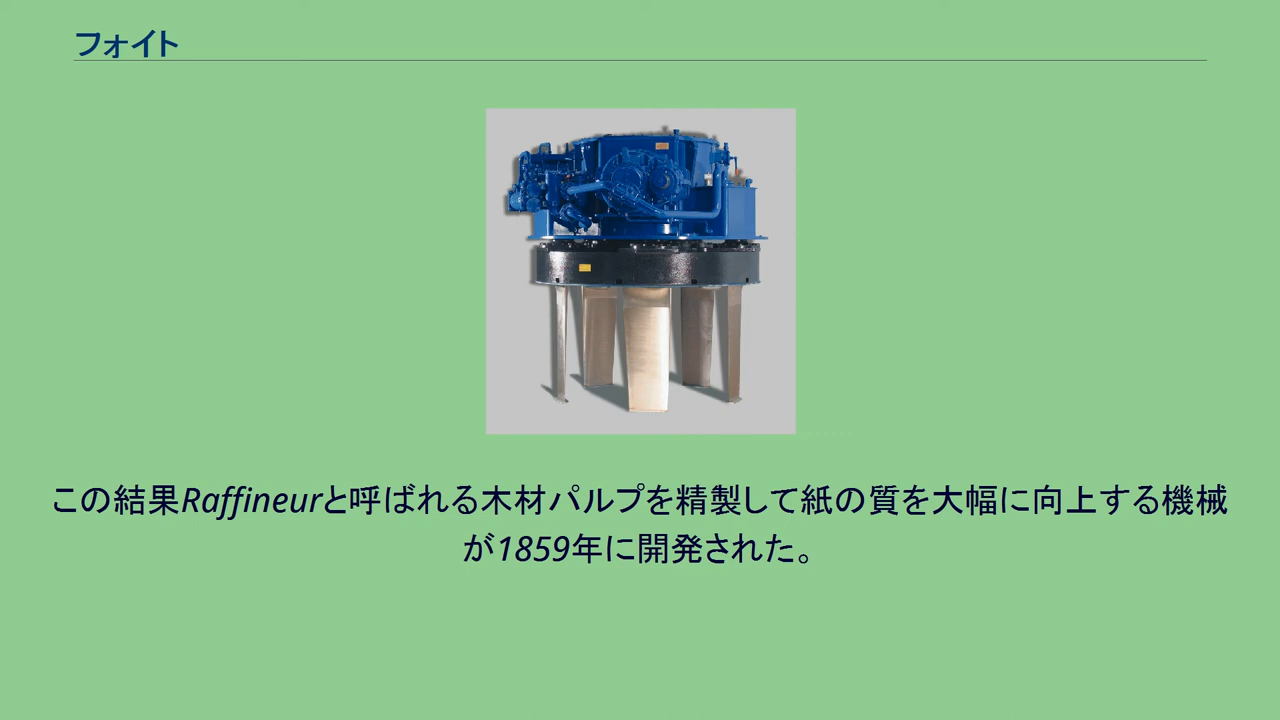 フォイト
この結果Raffineurと呼ばれる木材パルプを精製して紙の質を大幅に向上する機械
が1859年に開発された。